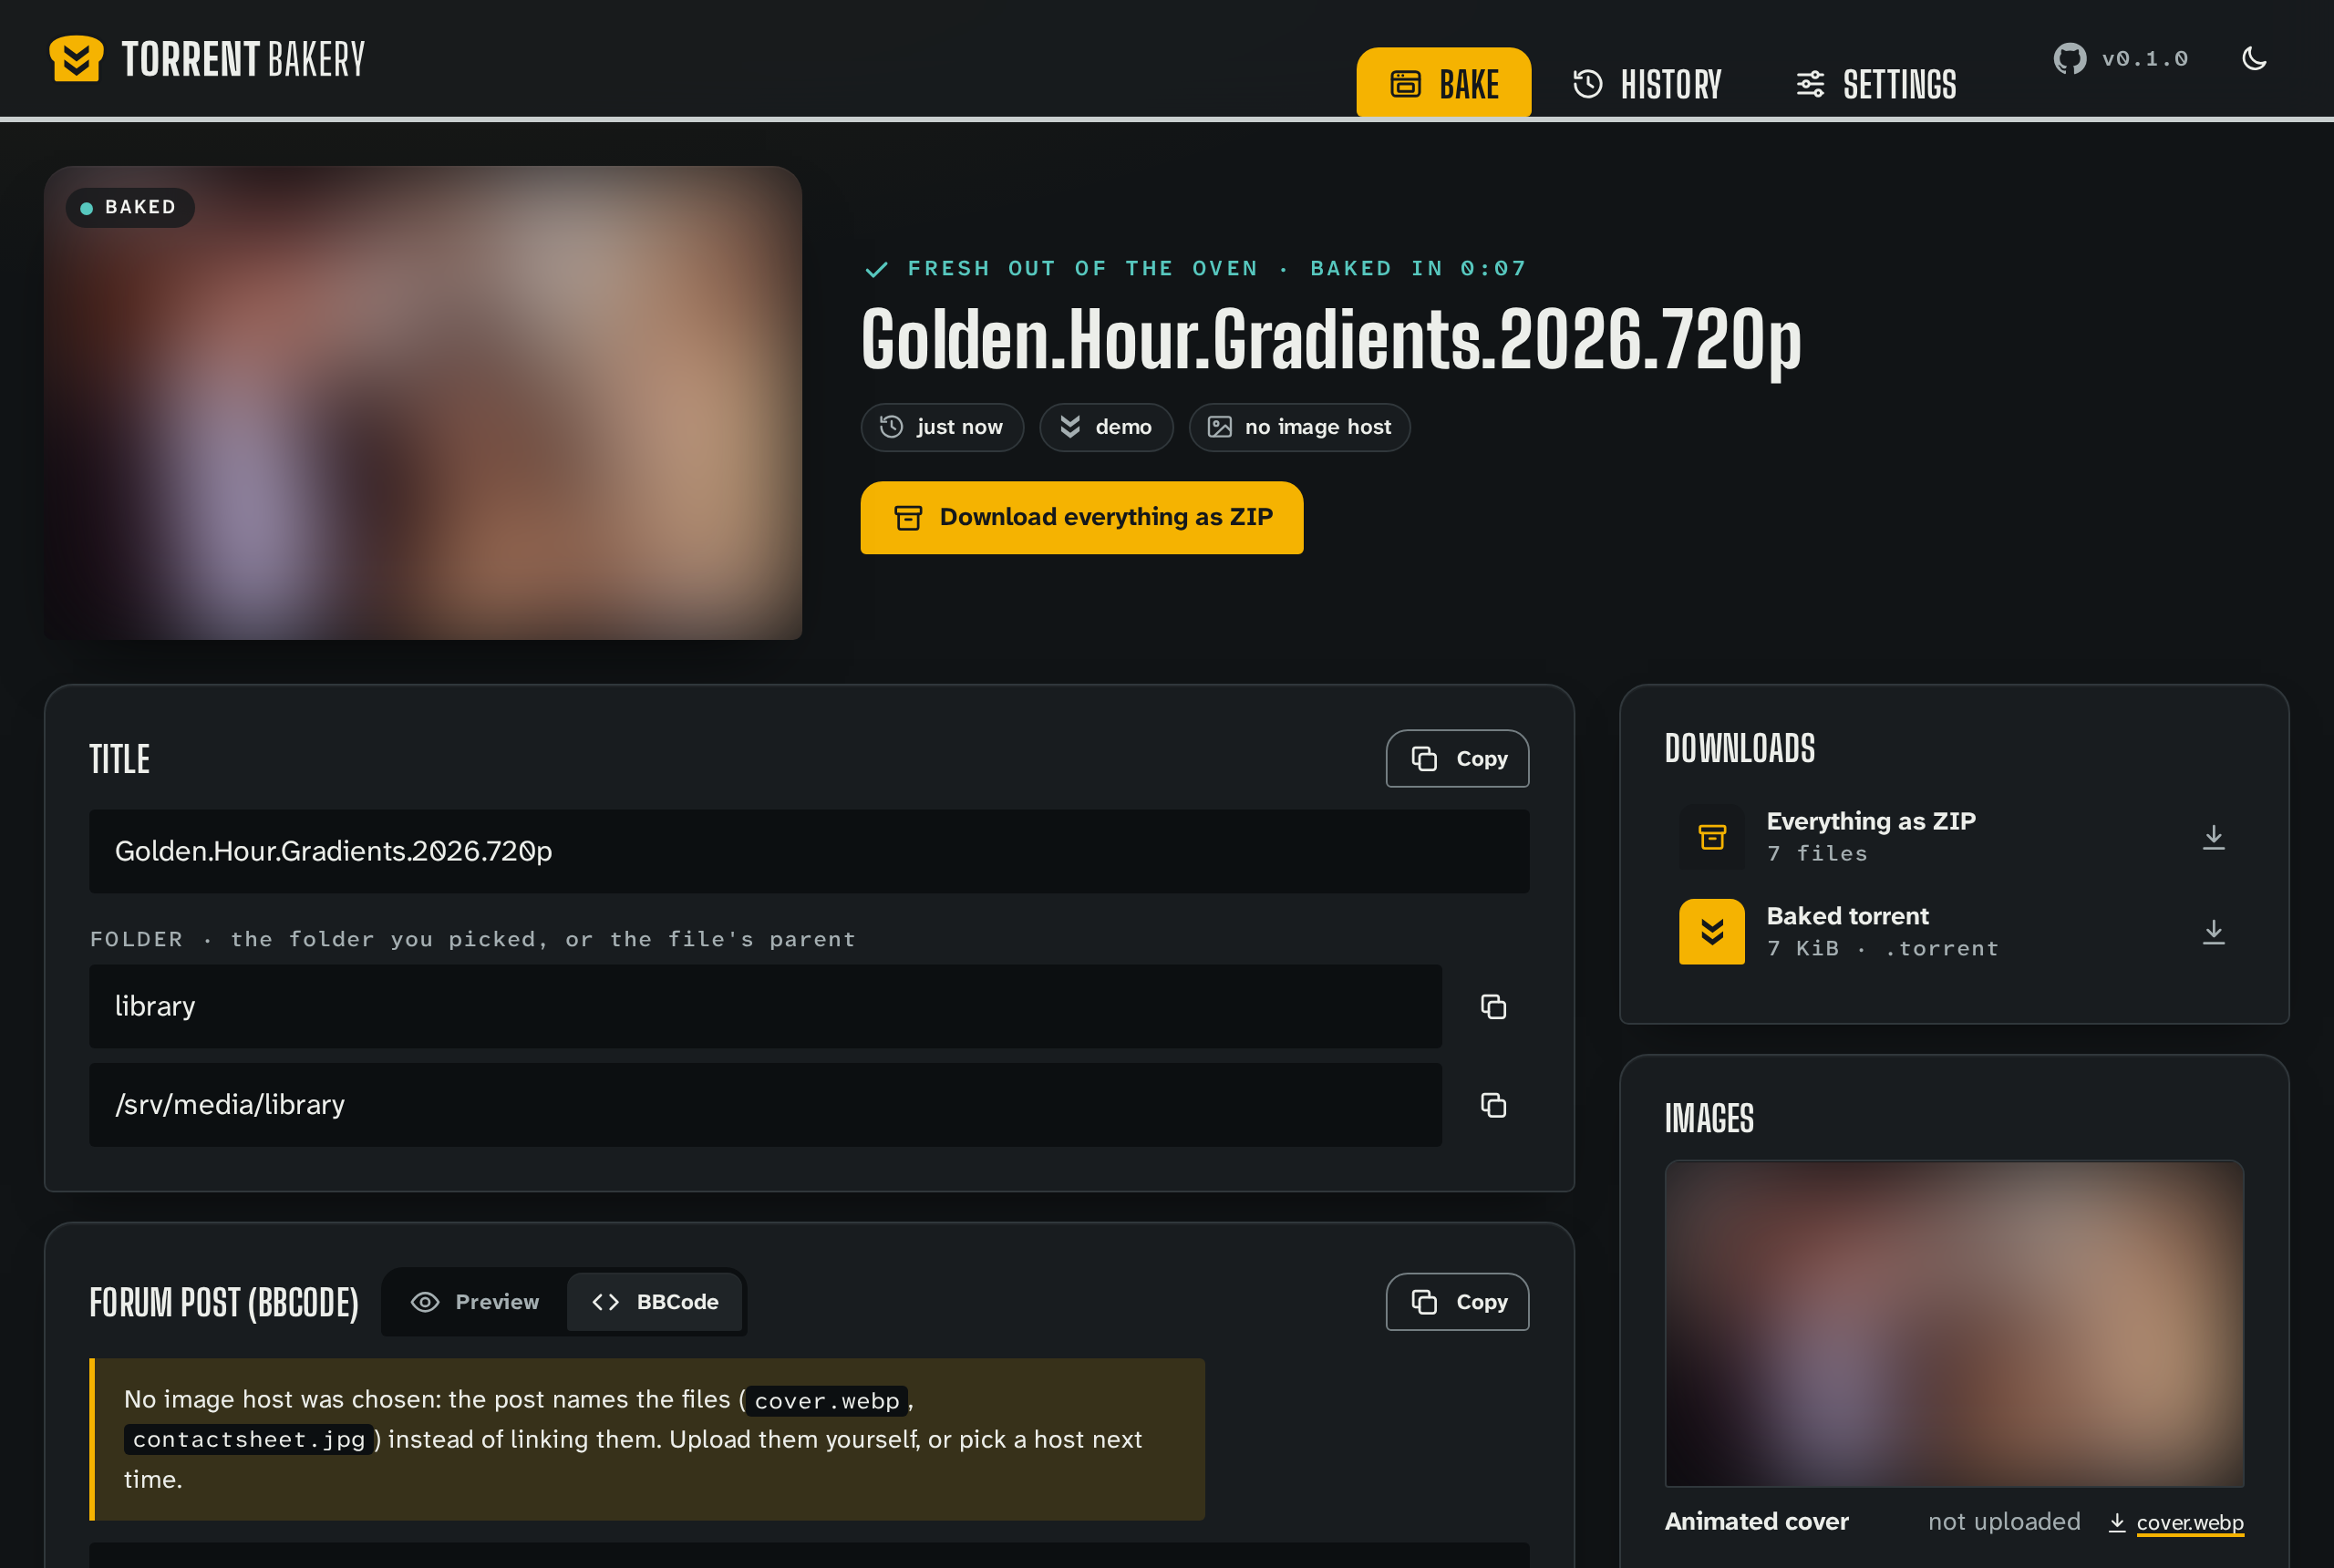 TORRENT BAKERY
BAKE
HISTORY
SETTINGS
v0.1.0
BAKED
FRESH OUT OF THE OVEN · BAKED IN 0:07
Golden.Hour.Gradients.2026.720p
just now
demo
no image host
Download everything as ZIP
TITLE
Copy
Golden.Hour.Gradients.2026.720p
FOLDER · the folder you picked, or the file's parent
library
/srv/media/library
FORUM POST (BBCODE)
Preview
BBCode
Copy
No image host was chosen: the post names the files (cover.webp,
contactsheet.jpg) instead of linking them. Upload them yourself, or pick a host next
time.
DOWNLOADS
Everything as ZIP
7 files
Baked torrent
7 KiB · .torrent
IMAGES
Animated cover
not uploaded
cover.webp